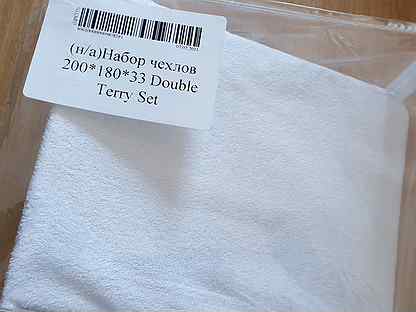 (н/а)Набор чехлов
200*180*33 Double
Terry Set